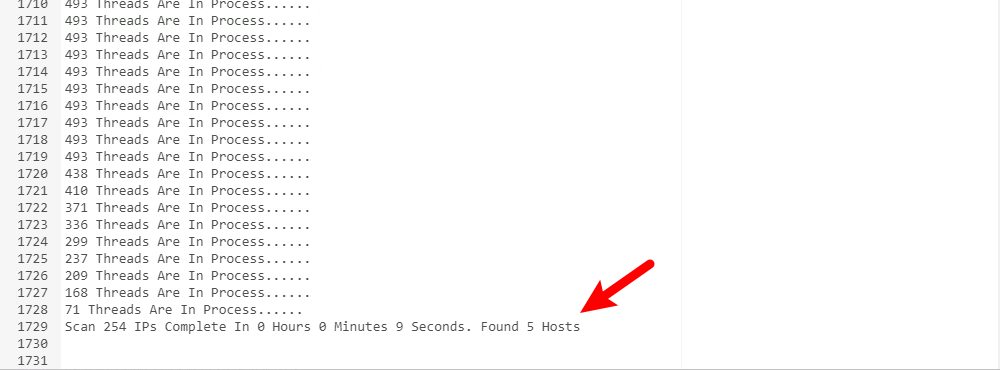 1710 493 Threads Are In Process......
1711 493 Threads Are In Process......
1712 493 Threads Are In Process......
1713 493 Threads Are In Process......
1714 493 Threads Are In Process......
1715 493 Threads Are In Process......
1716 493 Threads Are In Process......
1717 493 Threads Are In Process......
1718 493 Threads Are In Process......
1719 493 Threads Are In Process......
1720 438 Threads Are In Process......
1721 410 Threads Are In Process......
1722 371 Threads Are In Process......
1723 336 Threads Are In Process......
1724 299 Threads Are In Process......
1725 237 Threads Are In Process......
1726 209 Threads Are In Process......
1727 168 Threads Are In Process......
1728 71 Threads Are In Process......
1729 Scan 254 IPs Complete In 0 Hours 0 Minutes 9 Seconds. Found 5 Hosts
1730
1731